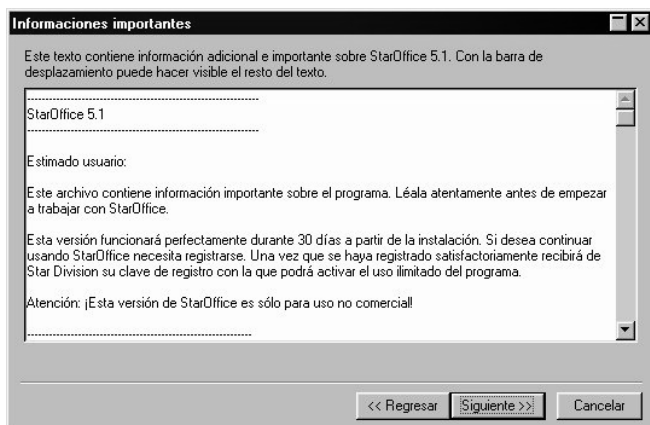 Informaciones importantes
Este texto contiene información adicional e importante sobre StarOffice 5.1. Con la barra de
desplazamiento puede hacer visible el resto del texto.
----------------------------------------------------------------
StarOffice 5.1
----------------------------------------------------------------
Estimado usuario:
Este archivo contiene información importante sobre el programa. Léala atentamente antes de empezar
a trabajar con StarOffice.
Esta versión funcionará perfectamente durante 30 días a partir de la instalación. Si desea continuar
usando StarOffice necesita registrarse. Una vez que se haya registrado satisfactoriamente recibirá de
Star Division su clave de registro con la que podrá activar el uso ilimitado del programa.
Atención: ¡Esta versión de StarOffice es sólo para uso no comercial!
----------------------------------------------------------------
<< Regresar Siguiente >> Cancelar